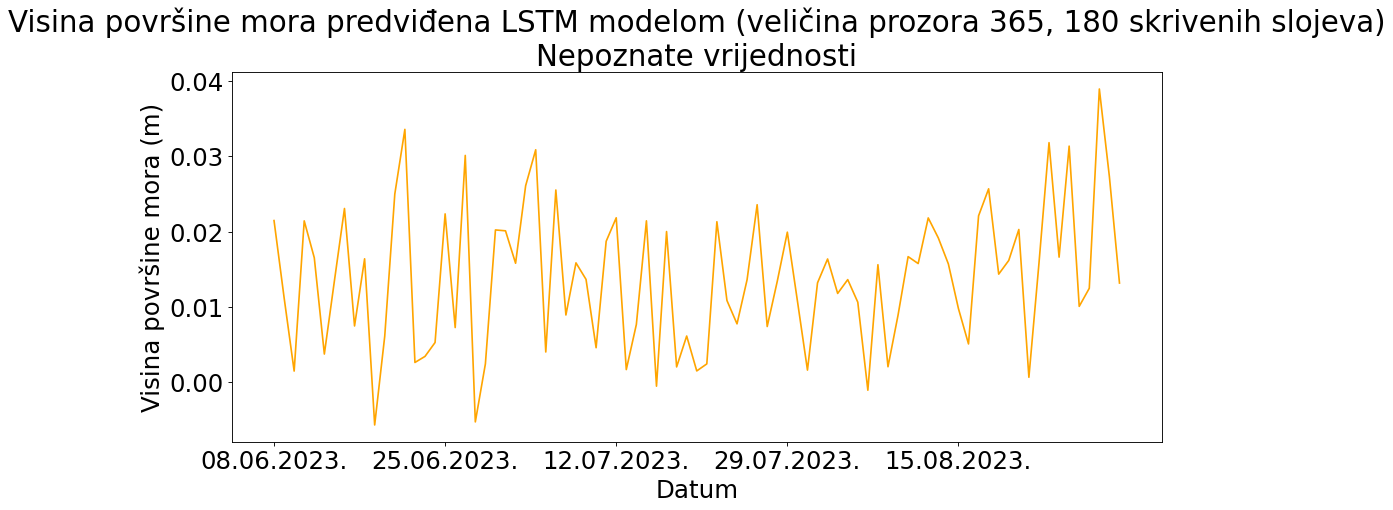 Visina površine mora predviđena LSTM modelom (veličina prozora 365, 180 skrivenih slojeva)
Nepoznate vrijednosti
0.04
0.03
0.02
0.01
0.00
Visina površine mora (m)
08.06.2023. 25.06.2023. 12.07.2023. 29.07.2023. 15.08.2023.
Datum